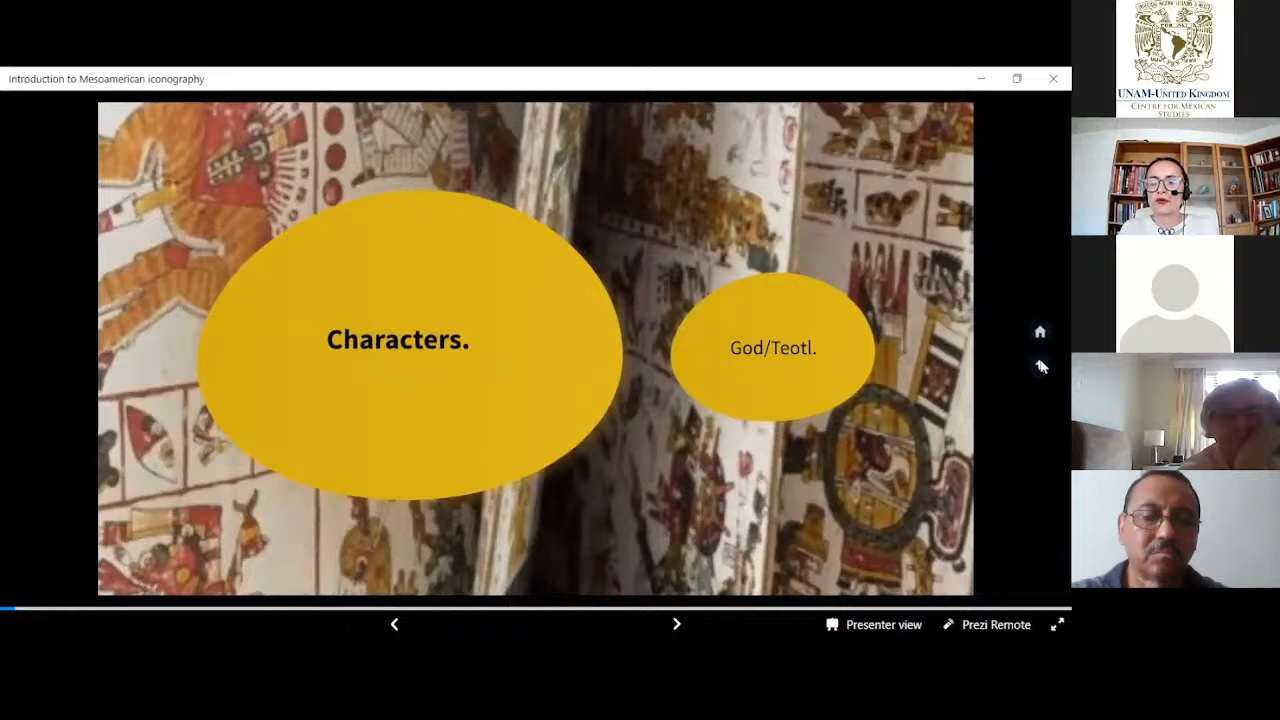 Introduction to Mesoamerican iconography
Characters.
God/Teotl.
Presenter view
Prezi Remote
UNAM-UNITED KINGDOM
CENTRE FOR MEXICAN
STUDIES